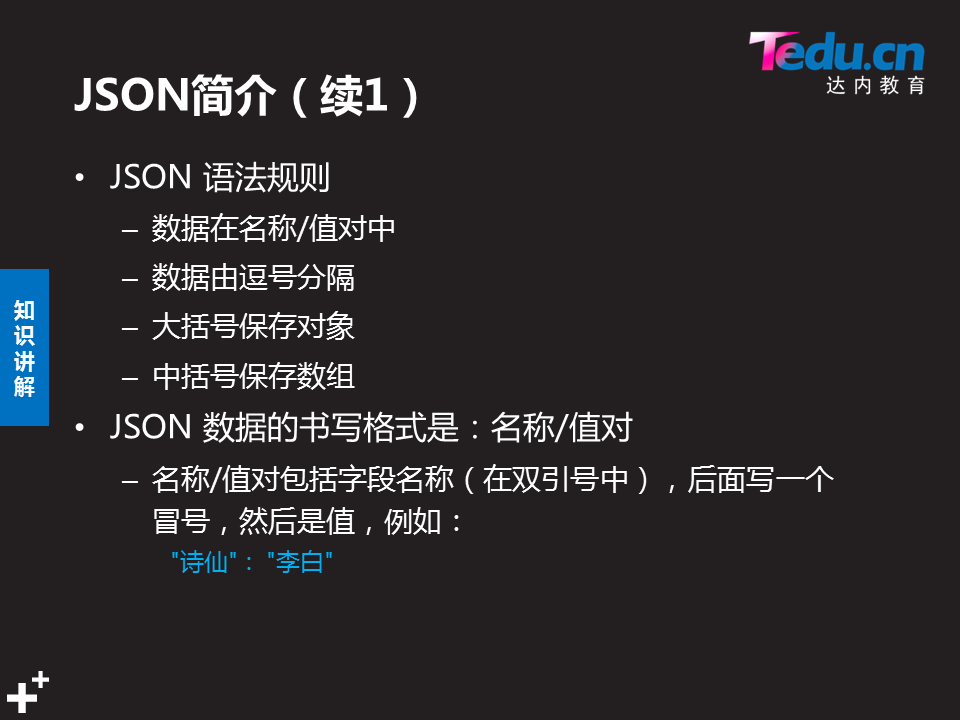 Tedu.cn
达内教育
JSON简介（续1）
• JSON 语法规则
– 数据在名称/值对中
– 数据由逗号分隔
– 大括号保存对象
– 中括号保存数组
• JSON 数据的书写格式是：名称/值对
– 名称/值对包括字段名称（在双引号中），后面写一个
冒号，然后是值，例如：
"诗仙"： "李白"
知
识
讲
解